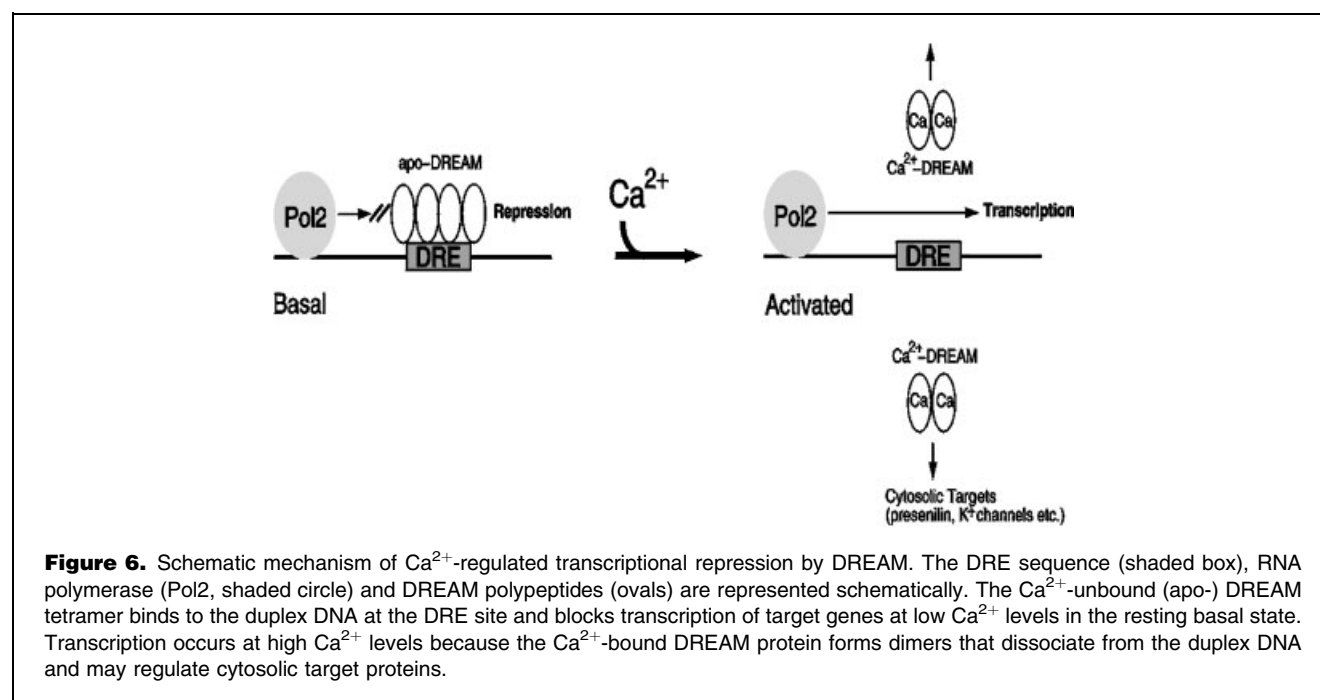 apo-DREAM
Pol2
Repression
DRE
Basal
Ca²⁺
Ca Ca
Ca²⁺-DREAM
Pol2
Transcription
DRE
Activated
Ca²⁺-DREAM
Ca Ca
Cytosolic Targets
(presenilin, K⁺channels etc.)
Figure 6. Schematic mechanism of Ca²⁺-regulated transcriptional repression by DREAM. The DRE sequence (shaded box), RNA
polymerase (Pol2, shaded circle) and DREAM polypeptides (ovals) are represented schematically. The Ca²⁺-unbound (apo-) DREAM
tetramer binds to the duplex DNA at the DRE site and blocks transcription of target genes at low Ca²⁺ levels in the resting basal state.
Transcription occurs at high Ca²⁺ levels because the Ca²⁺-bound DREAM protein forms dimers that dissociate from the duplex DNA
and may regulate cytosolic target proteins.